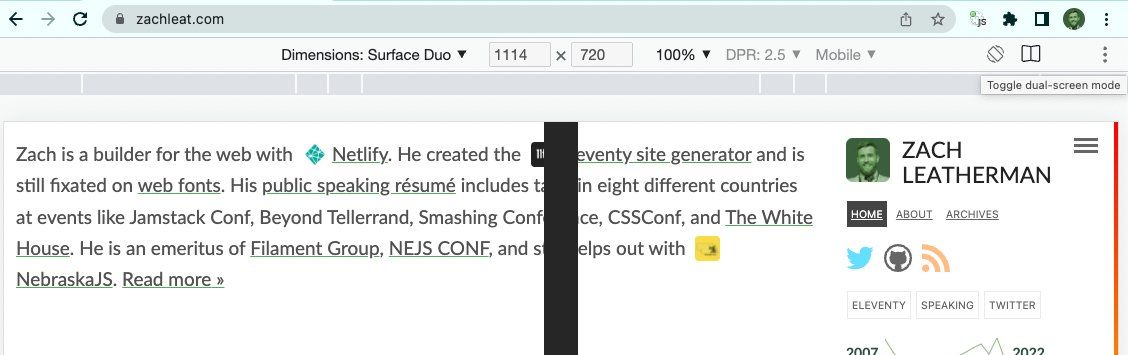 zachleat.com
js
Dimensions: Surface Duo ▼ 1114 × 720 100% ▼ DPR: 2.5 ▼ Mobile ▼
Toggle dual-screen mode
Zach is a builder for the web with Netlify. He created the eventy site generator and is
still fixated on web fonts. His public speaking résumé includes ta in eight different countries
at events like Jamstack Conf, Beyond Tellerrand, Smashing Conf ce, CSSConf, and The White
House. He is an emeritus of Filament Group, NEJS CONF, and st elps out with
NebraskaJS. Read more »
ZACH
LEATHERMAN
HOME ABOUT ARCHIVES
ELEVENTY SPEAKING TWITTER
2007 2022